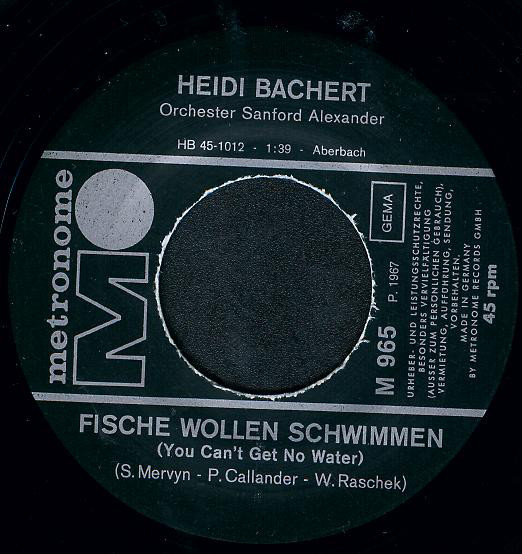 HEIDI BACHERT
Orchester Sanford Alexander
HB 45-1012 - 1:39 - Aberbach
metronome
M
GEMA
M 965 P. 1967
URHEBER- UND LEISTUNGSSCHUTZRECHTE,
BESONDERS VERVIELFÄLTIGUNG
(AUSSER ZUM PERSÖNLICHEN GEBRAUCH),
VERMIETUNG, AUFFÜHRUNG, SENDUNG,
VORBEHALTEN.
MADE IN GERMANY
BY METRONOME RECORDS GMBH
45 rpm
FISCHE WOLLEN SCHWIMMEN
(You Can't Get No Water)
(S. Mervyn - P. Callander - W. Raschek)